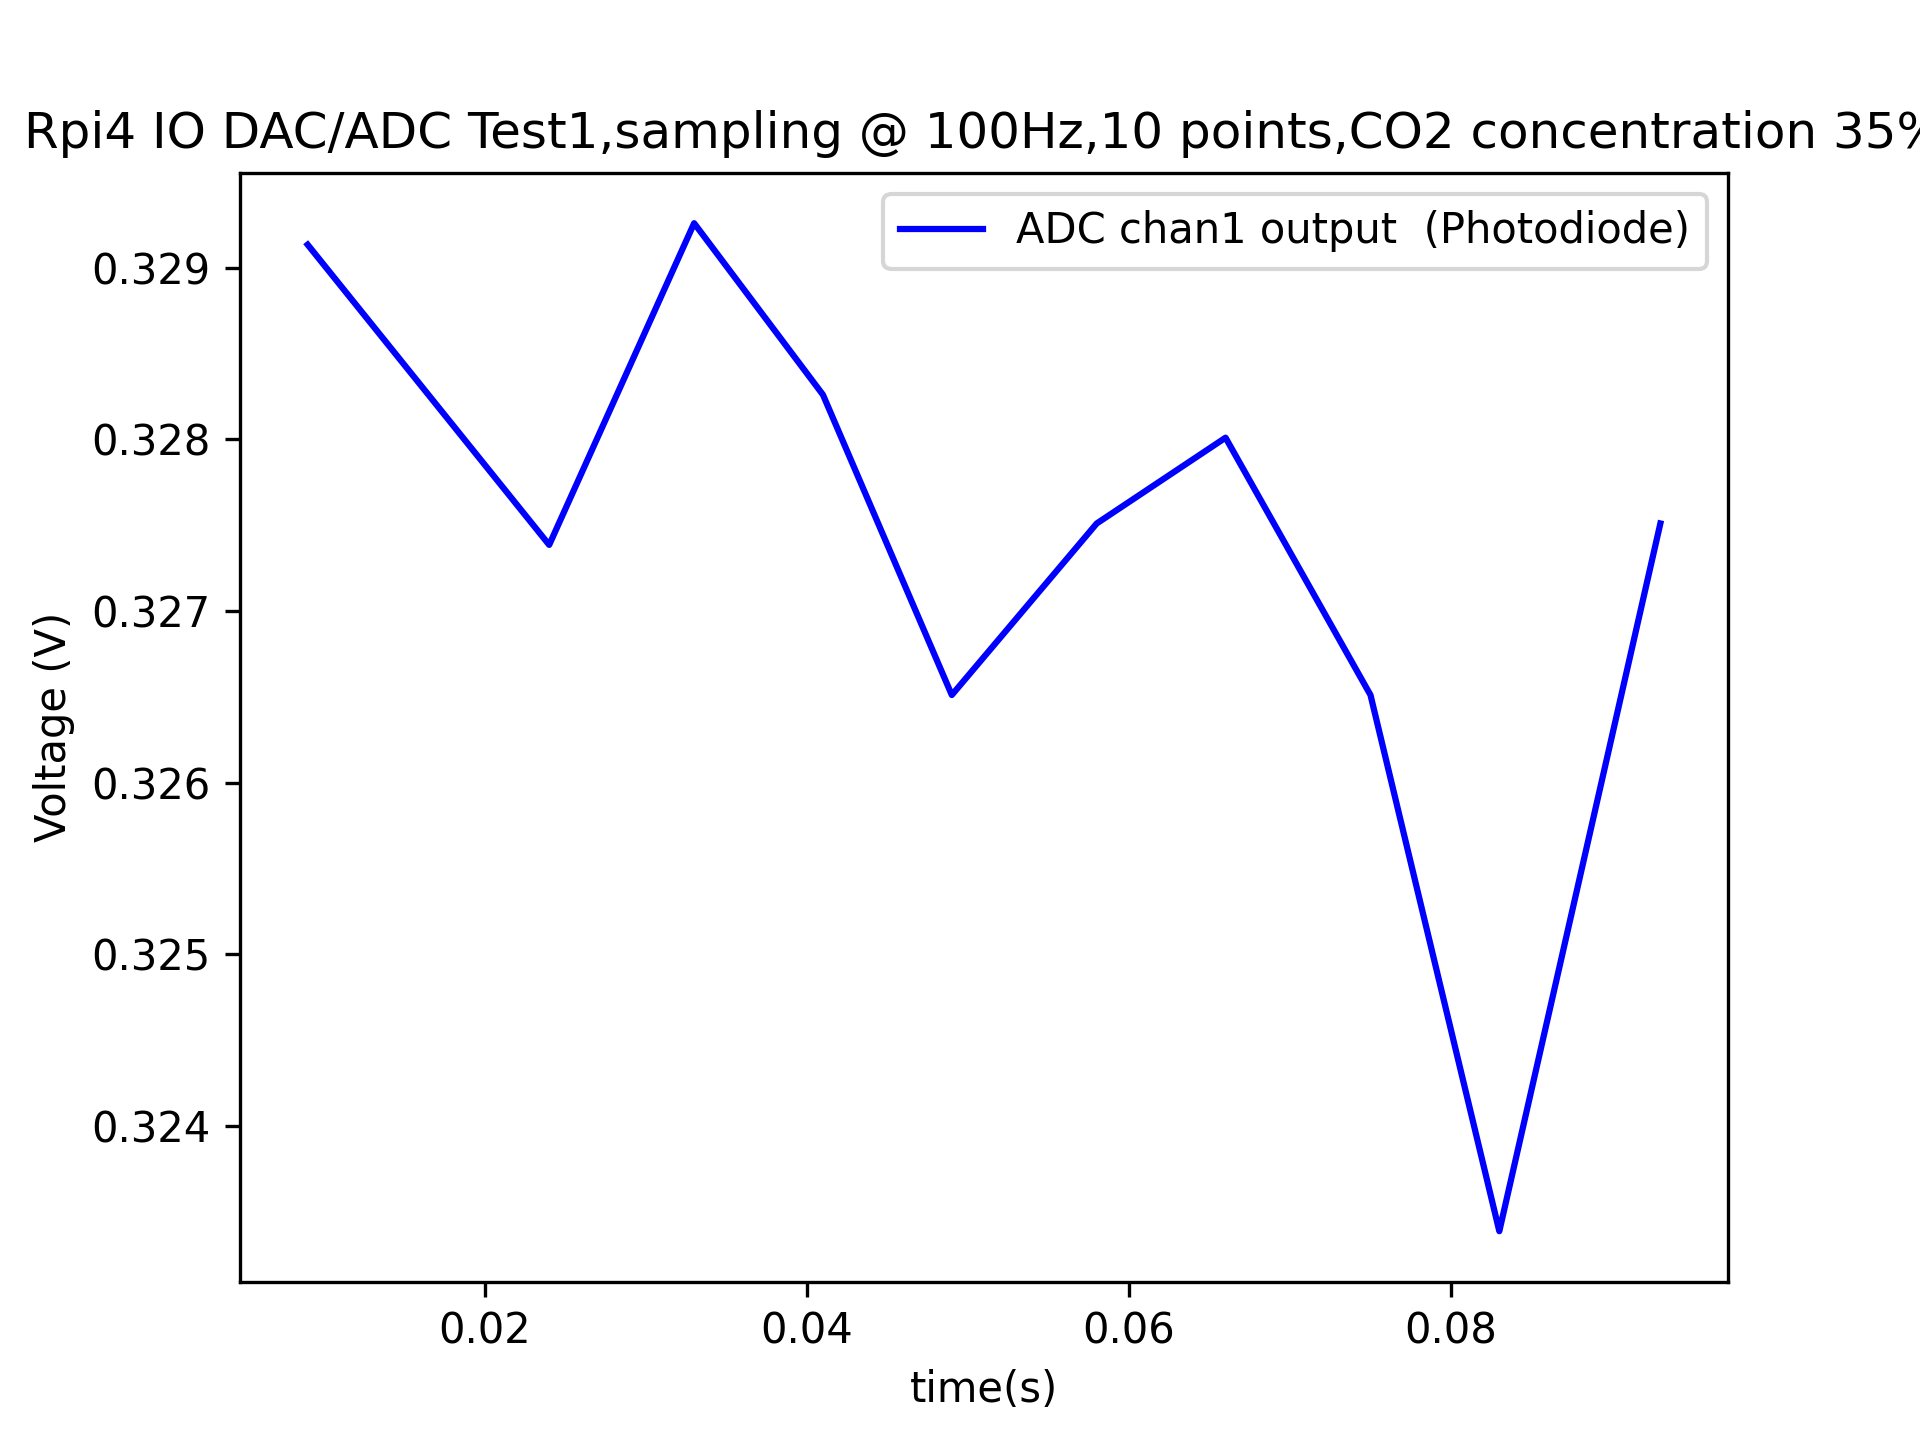 Rpi4 IO DAC/ADC Test1,sampling @ 100Hz,10 points,CO2 concentration 35%
ADC chan1 output  (Photodiode)
0.329
0.328
0.327
0.326
0.325
0.324
Voltage (V)
0.02 0.04 0.06 0.08
time(s)